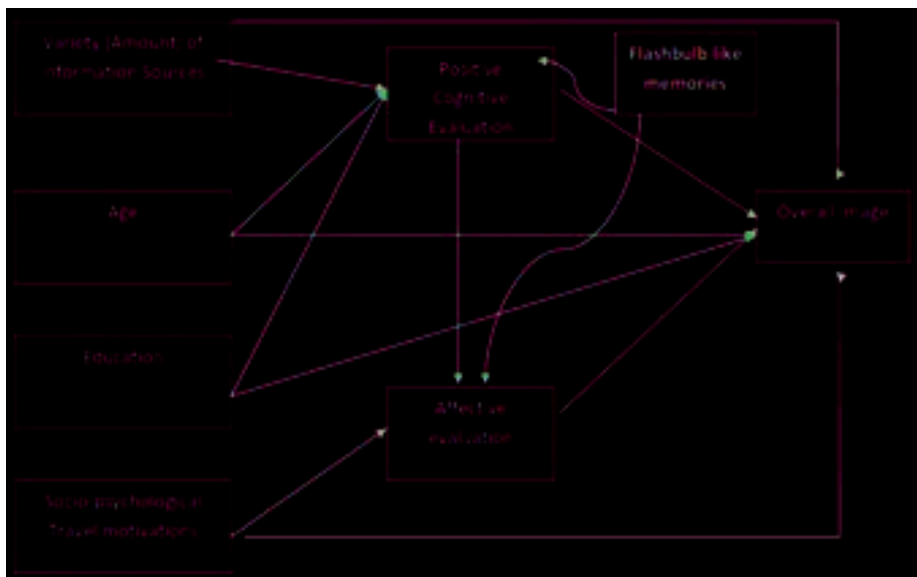 Variety (Amount) of
Information Sources
Positive
Cognitive
Evaluation
Flashbulb like
memories
Age
Overall image
Education
Affective
evaluation
Socio psychological
Travel motivations